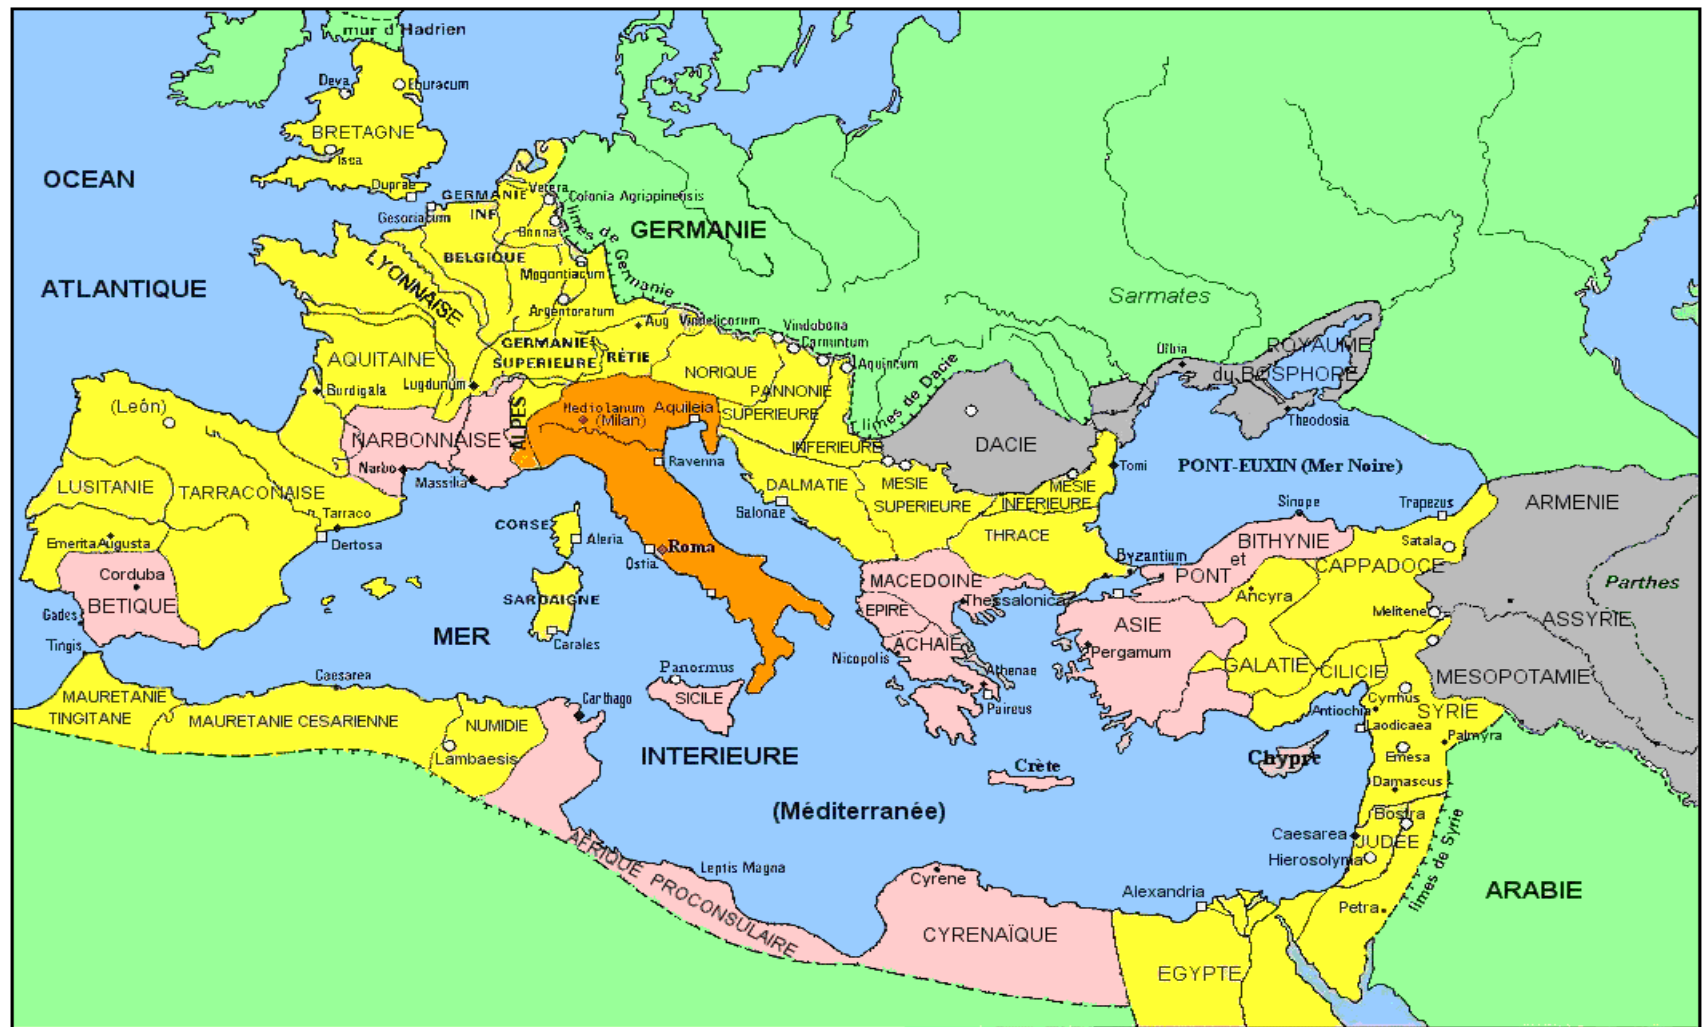 mur d'Hadrien
Deva
Eburacum
BRETAGNE
Isca
OCEAN
Duprae
GERMANIE
INF
Vetera
Colonia Agrippinensis
Gesoriacum
Bonna
limes de Germanie
GERMANIE
BELGIQUE
Mogontiacum
LYONNAISE
ATLANTIQUE
Argentoratum
Aug Vindelicorum
Vindobona
Carnuntum
Aquincum
Sarmates
GERMANIE
SUPERIEURE
RÉTIE
AQUITAINE
Burdigala
Lugdunum
NORIQUE
PANNONIE
SUPERIEURE
INFERIEURE
limes de Dacie
DACIE
Olbia
ROYAUME
du BOSPHORE
Theodosia
(León)
NARBONNAISE
ALPES
Mediolanum
(Milan)
Aquileia
Ravenna
Narbo
Massilia
LUSITANIE
TARRACONAISE
Tarraco
Dertosa
Emerita Augusta
Corduba
BETIQUE
Gades
Tingis
CORSE
Aleria
Roma
Ostia
SARDAIGNE
Carales
DALMATIE
Salonae
MESIE
SUPERIEURE
MESIE
INFERIEURE
Tomi
THRACE
PONT-EUXIN (Mer Noire)
Sinope
Trapezus
ARMENIE
Byzantium
BITHYNIE
et
PONT
Satala
CAPPADOCE
Parthes
MACEDOINE
Thessalonica
EPIRE
ACHAIE
Nicopolis
Athenae
Paireus
ASIE
Pergamum
Ancyra
Melitene
ASSYRIE
GALATIE
CILICIE
MESOPOTAMIE
MER
Panormus
SICILE
Caesarea
Carthago
MAURETANIE
TINGITANE
MAURETANIE CESARIENNE
NUMIDIE
Lambaesis
INTERIEURE
Crète
Chypre
Cyrrhus
Antiochia
SYRIE
Laodicaea
Palmyra
Emesa
Damascus
(Méditerranée)
Bostra
Caesarea
JUDÉE
Hierosolyma
limes de Syrie
AFRIQUE PROCONSULAIRE
Leptis Magna
Cyrene
CYRENAÏQUE
Alexandria
Petra
ARABIE
EGYPTE